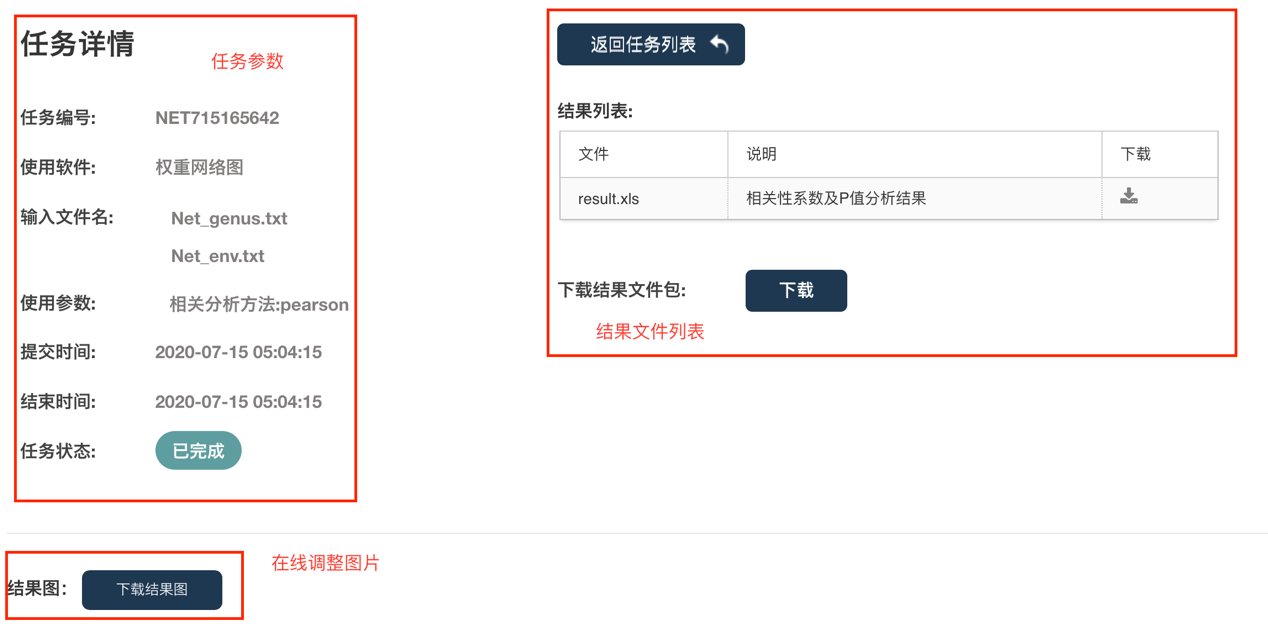 任务详情
任务参数
任务编号: NET715165642
使用软件: 权重网络图
输入文件名: Net_genus.txt
Net_env.txt
使用参数: 相关分析方法:pearson
提交时间: 2020-07-15 05:04:15
结束时间: 2020-07-15 05:04:15
任务状态: 已完成
返回任务列表
结果列表:
文件 说明 下载
result.xls 相关性系数及P值分析结果
下载结果文件包: 下载
结果文件列表
在线调整图片
结果图: 下载结果图